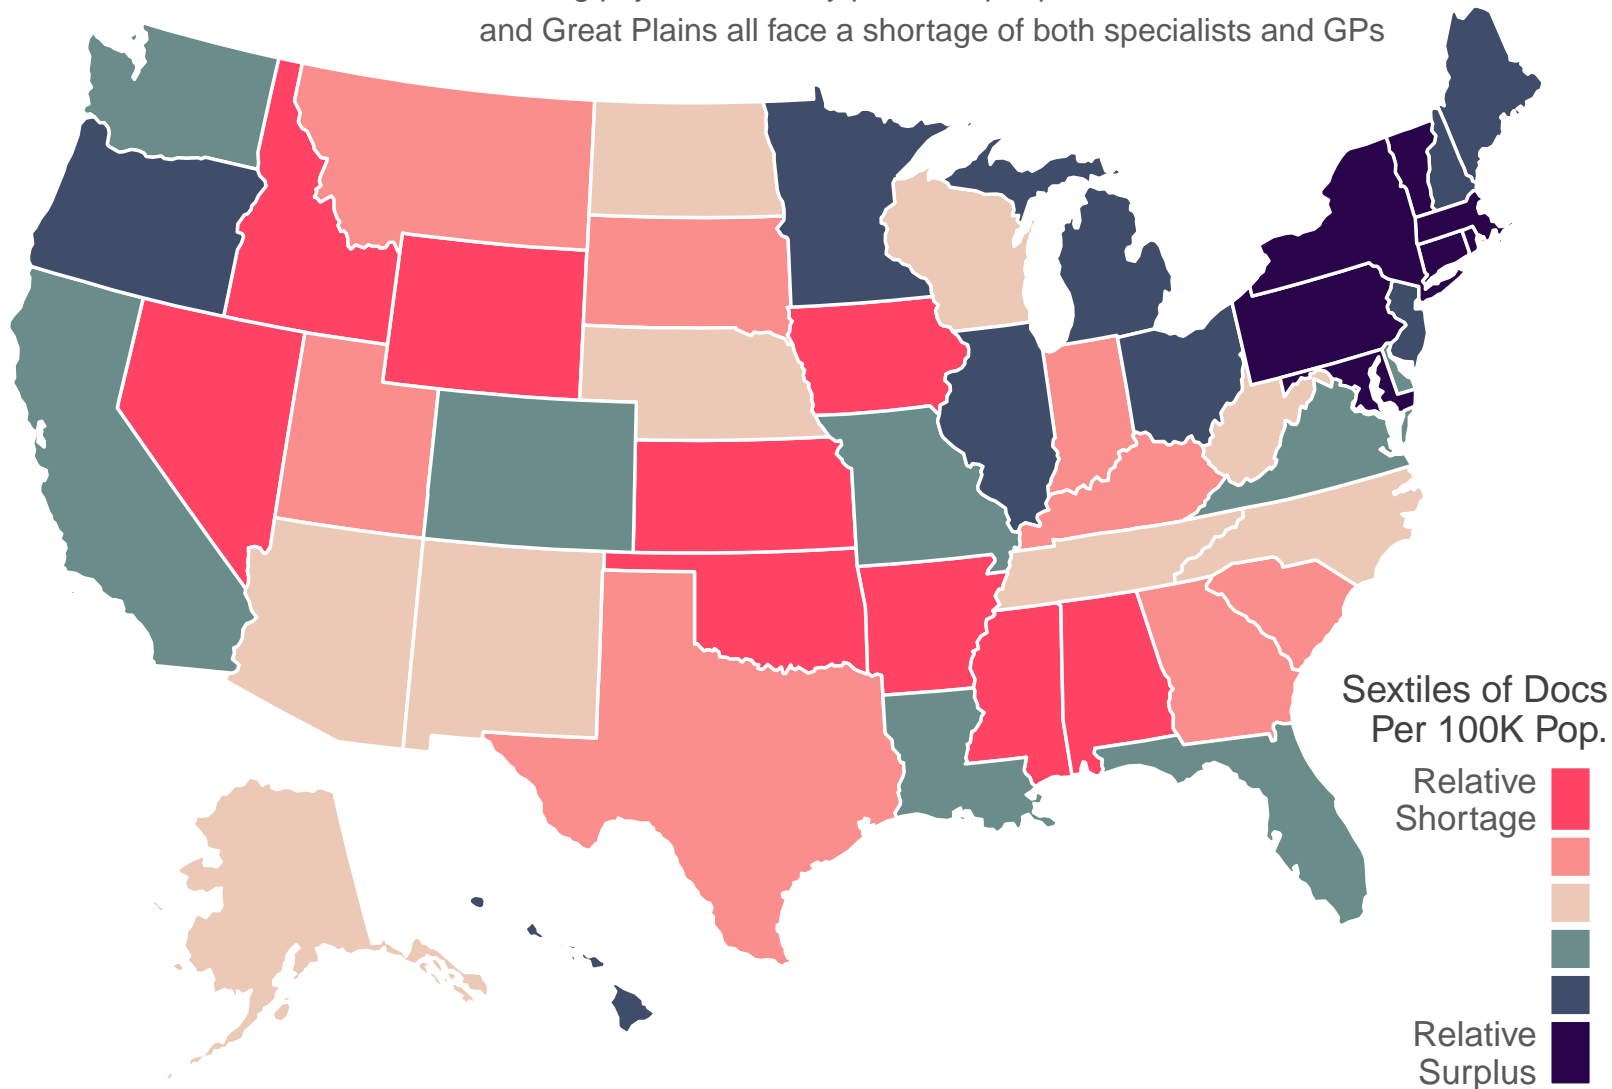 and Great Plains all face a shortage of both specialists and GPs
Sextiles of Docs
Per 100K Pop.
Relative
Shortage
Relative
Surplus